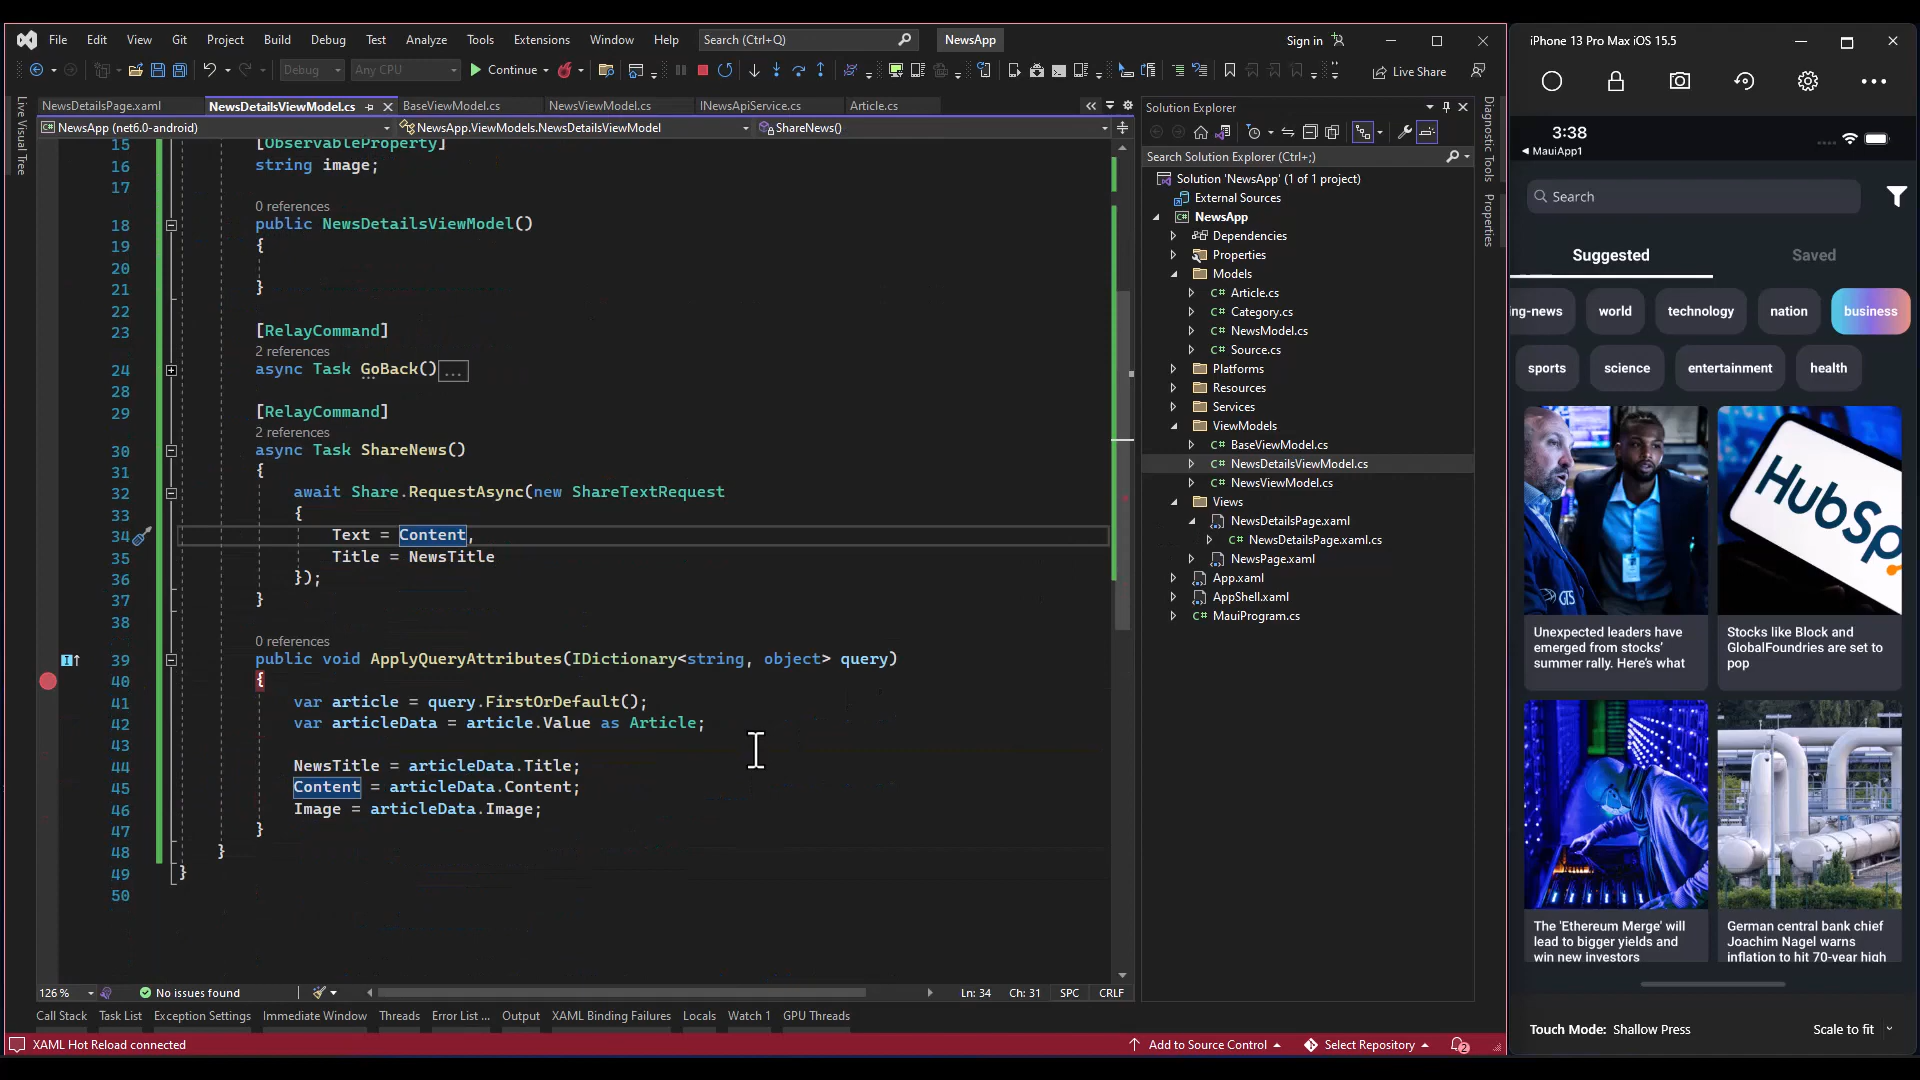 File Edit View Git Project Build Debug Test Analyze Tools Extensions Window Help Search (Ctrl+Q) NewsApp Sign in
Debug Any CPU Continue Live Share
Live Visual Tree
NewsDetailsPage.xaml NewsDetailsViewModel.cs BaseViewModel.cs NewsViewModel.cs INewsApiService.cs Article.cs
NewsApp (net6.0-android) NewsApp.ViewModels.NewsDetailsViewModel ShareNews()
15 [ObservableProperty]
16 string image;
17
0 references
18 public NewsDetailsViewModel()
19 {
20
21 }
22
23 [RelayCommand]
2 references
24 async Task GoBack() ...
28
29 [RelayCommand]
2 references
30 async Task ShareNews()
31 {
32 await Share.RequestAsync(new ShareTextRequest
33 {
34 Text = Content,
35 Title = NewsTitle
36 });
37 }
38
0 references
39 public void ApplyQueryAttributes(IDictionary<string, object> query)
40 {
41 var article = query.FirstOrDefault();
42 var articleData = article.Value as Article;
43
44 NewsTitle = articleData.Title;
45 Content = articleData.Content;
46 Image = articleData.Image;
47 }
48 }
49 }
50
126 % No issues found Ln: 34 Ch: 31 SPC CRLF
Call Stack Task List Exception Settings Immediate Window Threads Error List ... Output XAML Binding Failures Locals Watch 1 GPU Threads
XAML Hot Reload connected Add to Source Control Select Repository 2
Solution Explorer
Search Solution Explorer (Ctrl+;)
Solution 'NewsApp' (1 of 1 project)
External Sources
NewsApp
Dependencies
Properties
Models
C# Article.cs
C# Category.cs
C# NewsModel.cs
C# Source.cs
Platforms
Resources
Services
ViewModels
C# BaseViewModel.cs
C# NewsDetailsViewModel.cs
C# NewsViewModel.cs
Views
NewsDetailsPage.xaml
C# NewsDetailsPage.xaml.cs
NewsPage.xaml
App.xaml
AppShell.xaml
C# MauiProgram.cs
Diagnostic Tools
Properties
iPhone 13 Pro Max iOS 15.5
3:38
MauiApp1
Search
Suggested Saved
ng-news world technology nation business
sports science entertainment health
GTS
HubSp
Unexpected leaders have
emerged from stocks'
summer rally. Here's what
Stocks like Block and
GlobalFoundries are set to
pop
The 'Ethereum Merge' will
lead to bigger yields and
win new investors
German central bank chief
Joachim Nagel warns
inflation to hit 70-year high
Touch Mode: Shallow Press Scale to fit